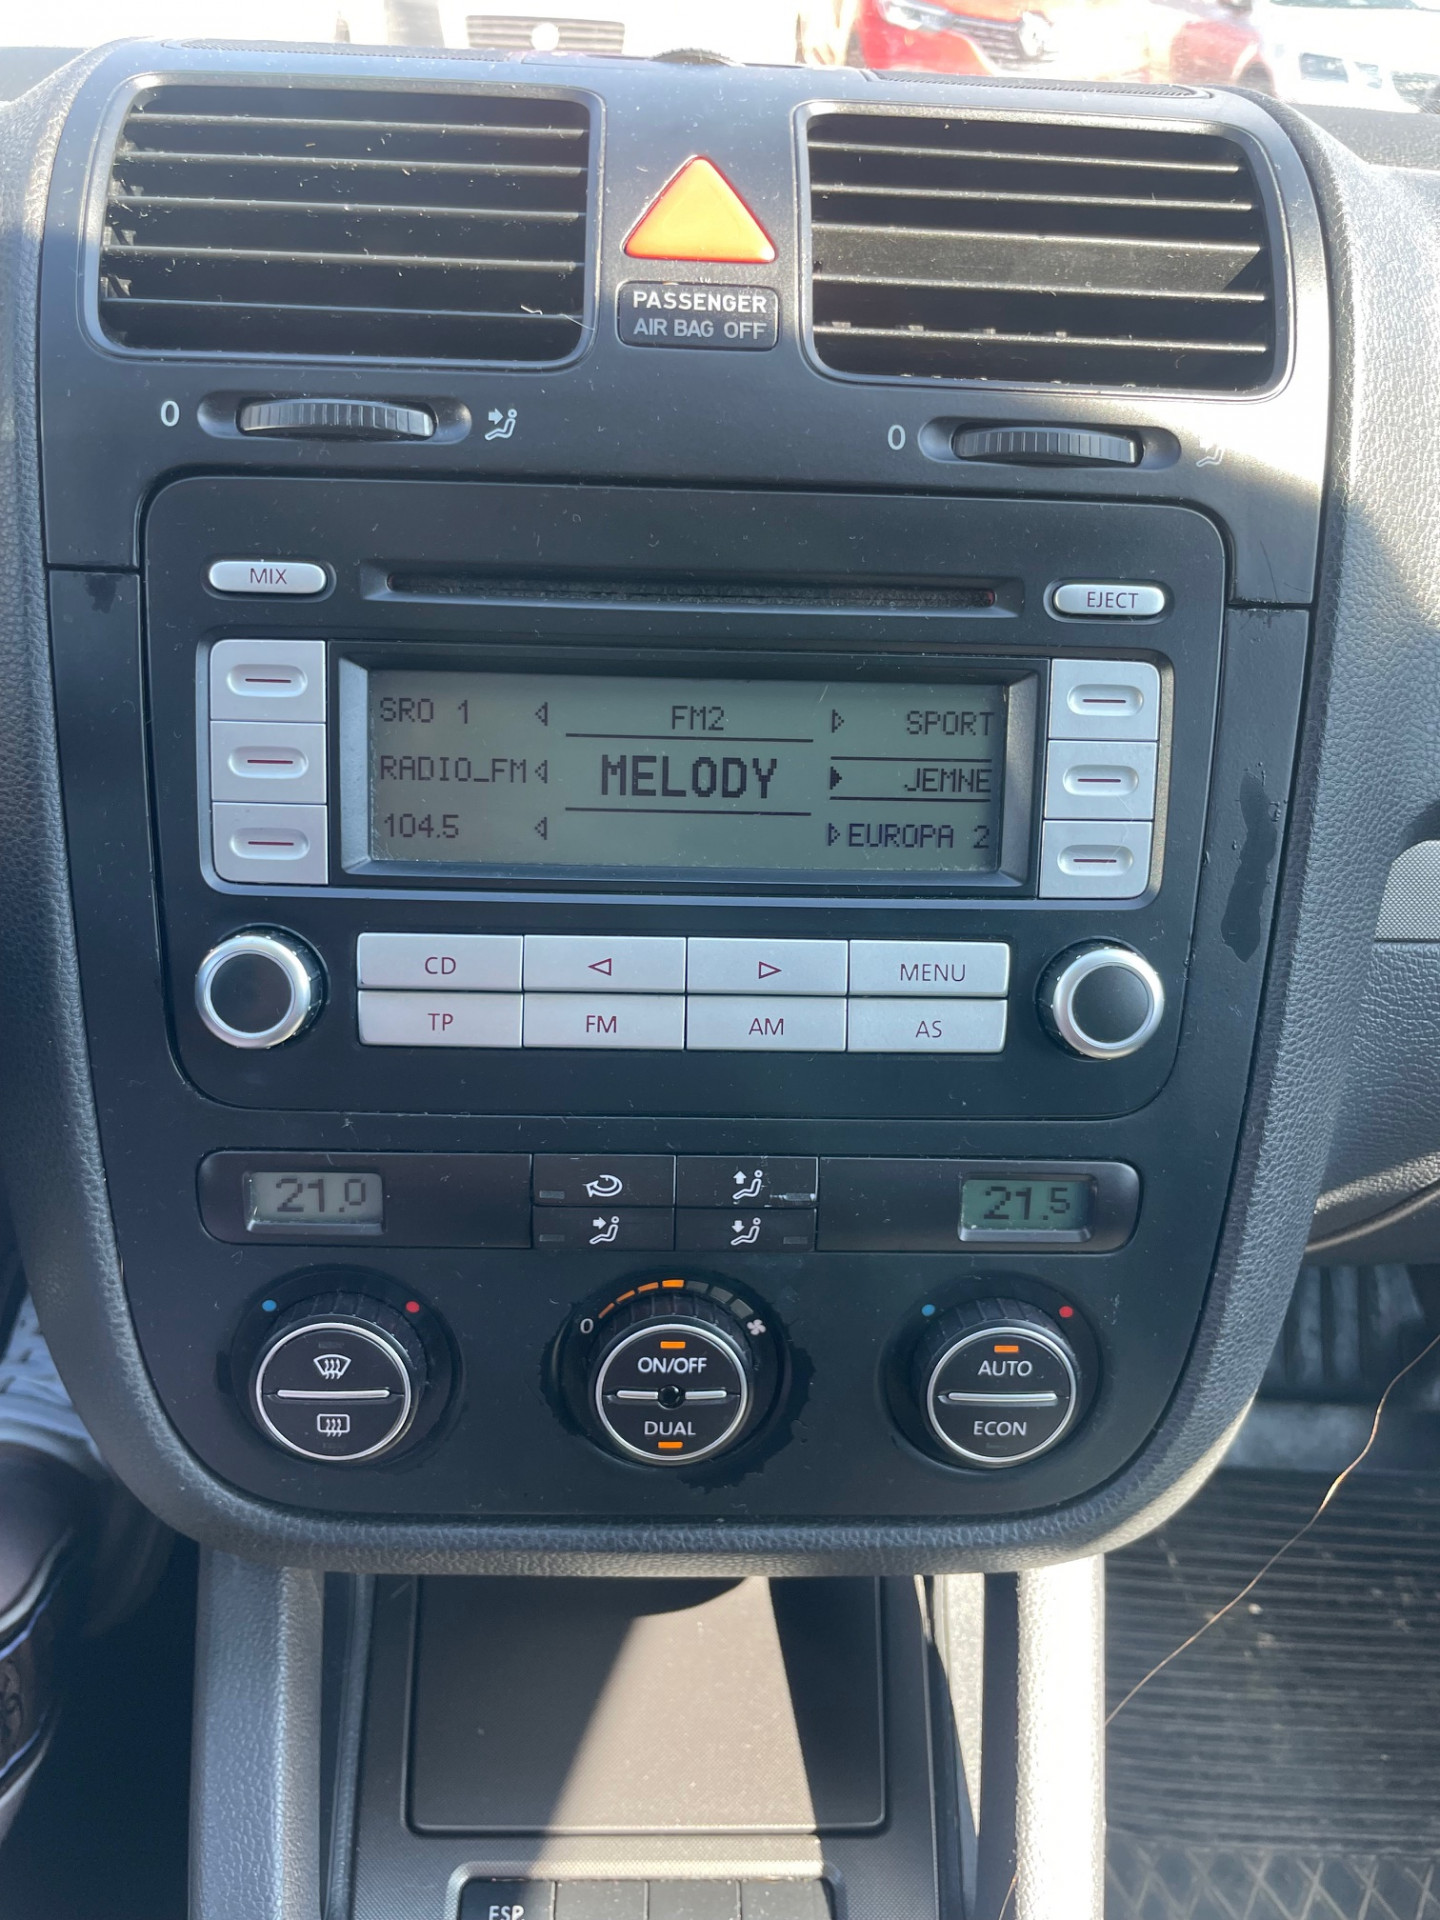 PASSENGER
AIR BAG OFF
0
0
MIX
EJECT
SRO 1
FM2
SPORT
RADIO_FM
MELODY
JEMNE
104.5
EUROPA 2
CD
MENU
TP
FM
AM
AS
21.0
21.5
0
ON/OFF
DUAL
AUTO
ECON
ESP